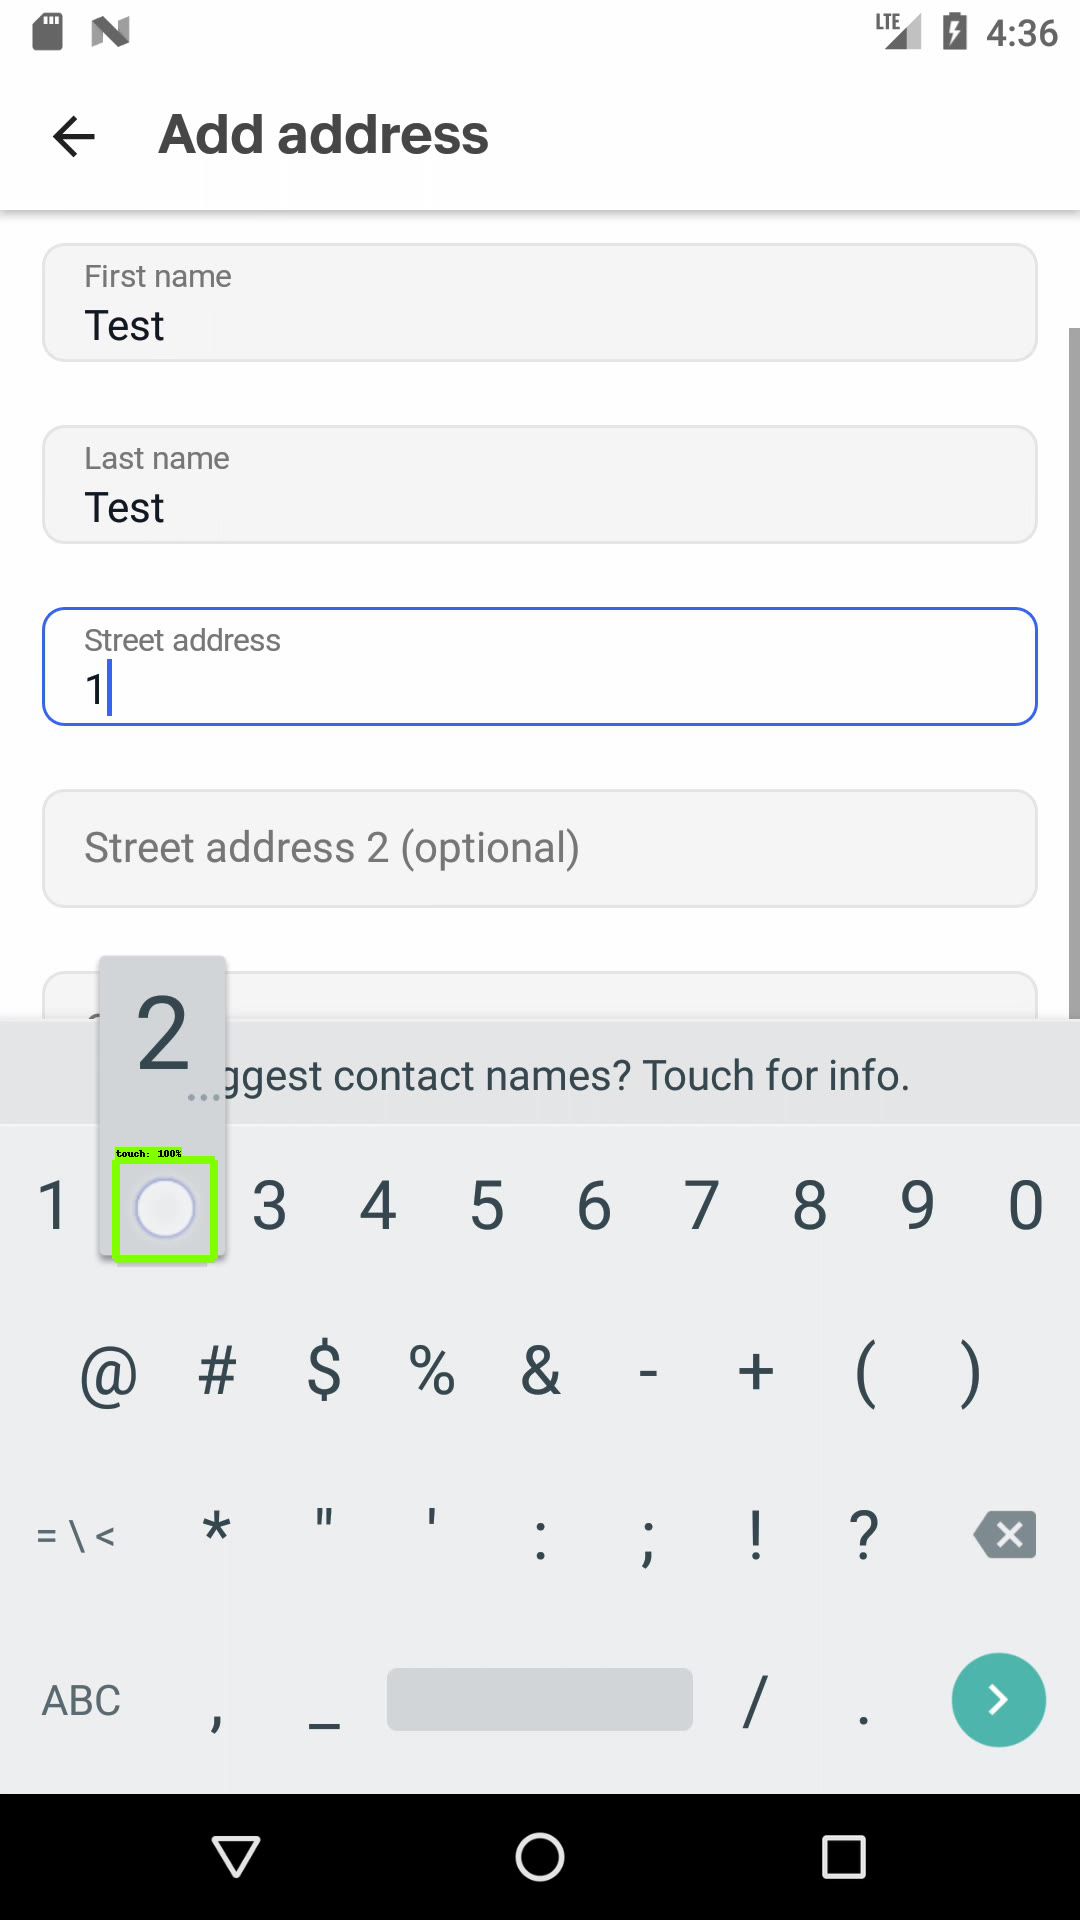 LTE 4:36
Add address
First name
Test
Last name
Test
Street address
1
Street address 2 (optional)
2
ggest contact names? Touch for info.
touch: 100%
1 3 4 5 6 7 8 9 0
@ # $ % & - + ( )
= \ < * " ' : ; ! ?
ABC , _ / .